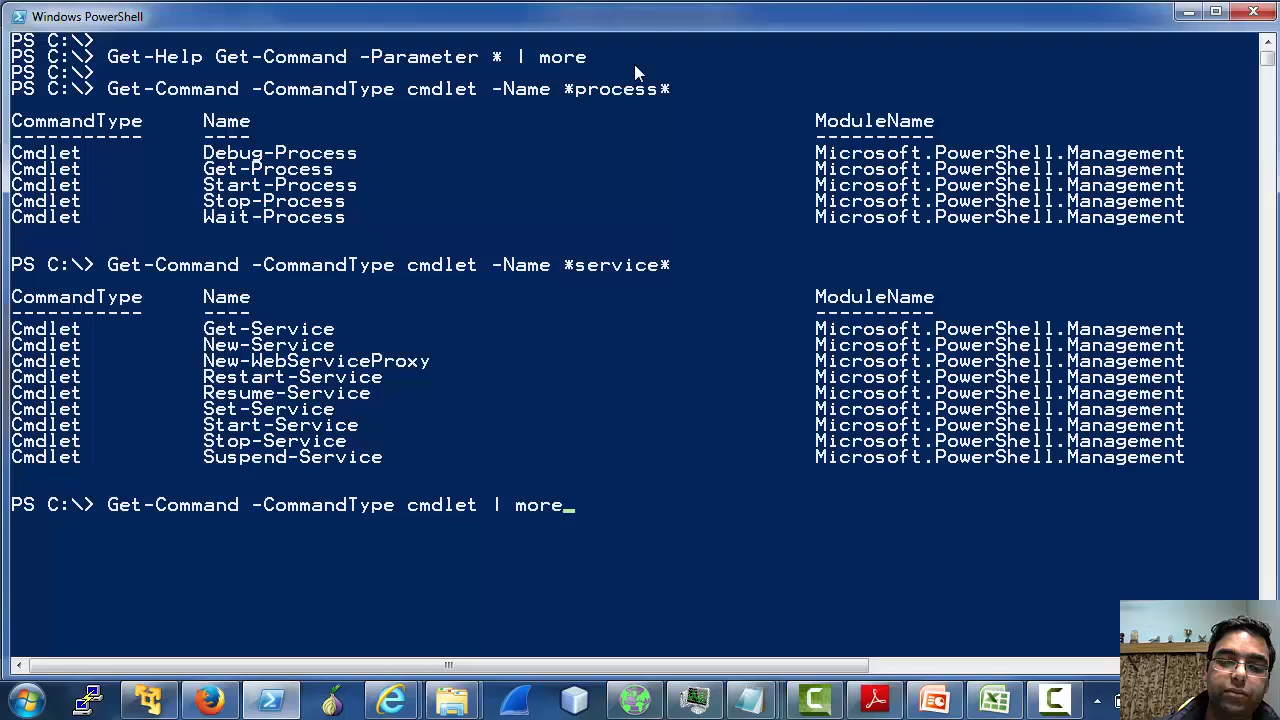 Windows PowerShell
PS C:\>
PS C:\> Get-Help Get-Command -Parameter * | more
PS C:\>
PS C:\> Get-Command -CommandType cmdlet -Name *process*
CommandType Name ModuleName
----------- ---- ----------
Cmdlet Debug-Process Microsoft.PowerShell.Management
Cmdlet Get-Process Microsoft.PowerShell.Management
Cmdlet Start-Process Microsoft.PowerShell.Management
Cmdlet Stop-Process Microsoft.PowerShell.Management
Cmdlet Wait-Process Microsoft.PowerShell.Management
PS C:\> Get-Command -CommandType cmdlet -Name *service*
CommandType Name ModuleName
----------- ---- ----------
Cmdlet Get-Service Microsoft.PowerShell.Management
Cmdlet New-Service Microsoft.PowerShell.Management
Cmdlet New-WebServiceProxy Microsoft.PowerShell.Management
Cmdlet Restart-Service Microsoft.PowerShell.Management
Cmdlet Resume-Service Microsoft.PowerShell.Management
Cmdlet Set-Service Microsoft.PowerShell.Management
Cmdlet Start-Service Microsoft.PowerShell.Management
Cmdlet Stop-Service Microsoft.PowerShell.Management
Cmdlet Suspend-Service Microsoft.PowerShell.Management
PS C:\> Get-Command -CommandType cmdlet | more_